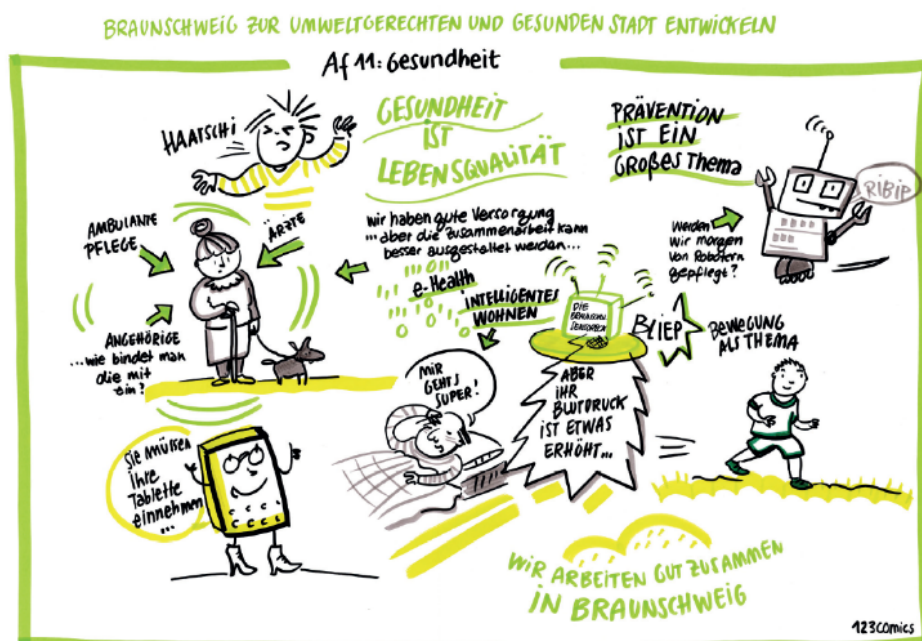 BRAUNSCHWEIG ZUR UMWELTGERECHTEN UND GESUNDEN STADT ENTWICKELN
Af 11: Gesundheit
HAATSCHI
GESUNDHEIT
IST
LEBENSQUALITÄT
PRÄVENTION
IST EIN
GROßES THEMA
RIBIP
AMBULANTE
PFLEGE
ÄRZTE
wir haben gute Versorgung
...aber die Zusammenarbeit kann
besser ausgestaltet werden...
werden
wir morgen
von Robotern
gepflegt?
e-Health
INTELLIGENTES
WOHNEN
DIE
BLIEP
BEWEGUNG
ALS THEMA
ANGEHÖRIGE
...wie bindet man
die mit
ein?
MIR
GEHTS
SUPER!
ABER
IHR
BLUTDRUCK
IST ETWAS
ERHÖHT...
Sie müssen
ihre
Tablette
einnehmen
...
WIR ARBEITEN GUT ZUSAMMEN
IN BRAUNSCHWEIG
123comics